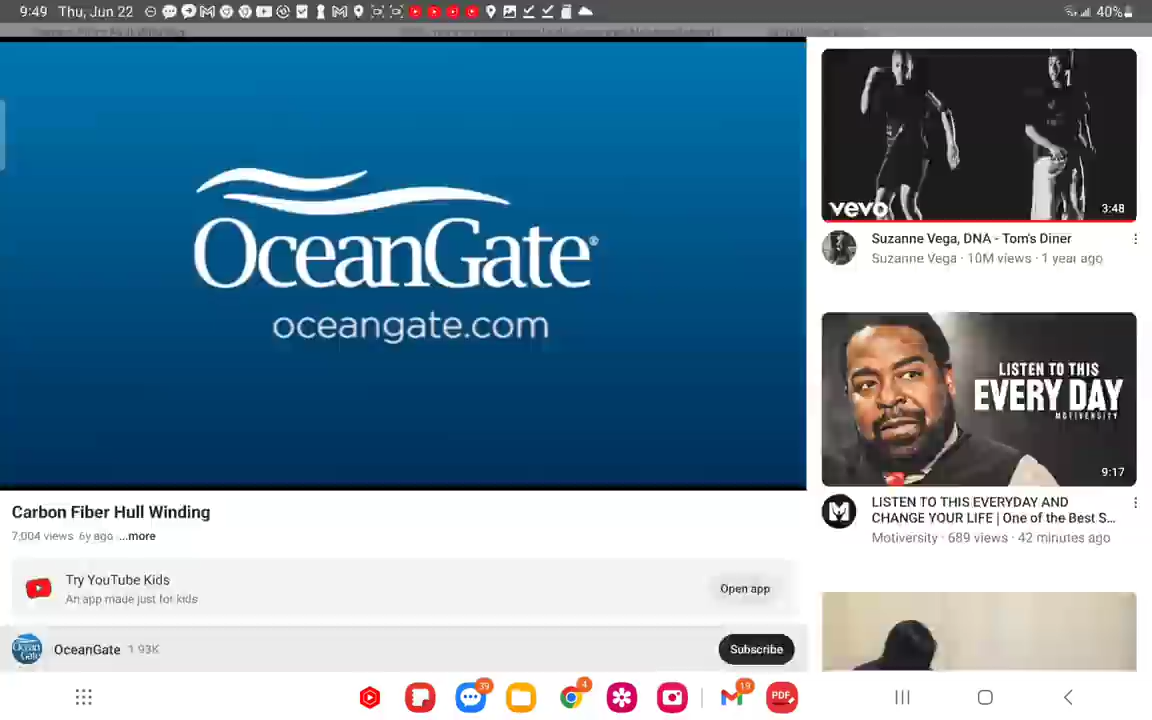 9:49 Thu, Jun 22
40%
OceanGate®
oceangate.com
Carbon Fiber Hull Winding
7,004 views 6y ago ...more
Try YouTube Kids
An app made just for kids
Open app
Ocean
Gate
OceanGate 1.93K
Subscribe
vevo
3:48
Suzanne Vega, DNA - Tom's Diner
Suzanne Vega · 10M views · 1 year ago
LISTEN TO THIS
EVERY DAY
MOTIVERSITY
9:17
LISTEN TO THIS EVERYDAY AND
CHANGE YOUR LIFE | One of the Best S...
Motiversity · 689 views · 42 minutes ago
39
4
19
PDF